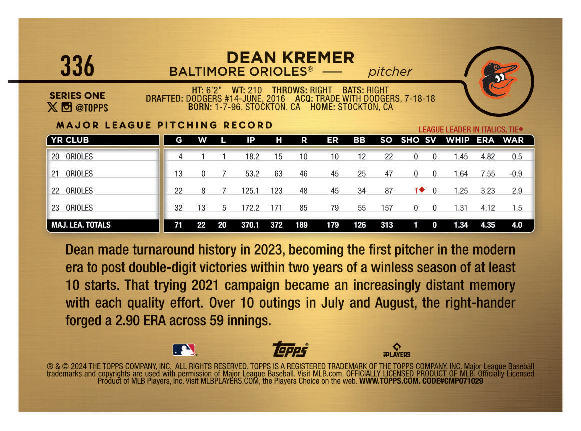 336
DEAN KREMER
BALTIMORE ORIOLES® — pitcher
SERIES ONE
@TOPPS
HT: 6'2" WT: 210 THROWS: RIGHT BATS: RIGHT
DRAFTED: DODGERS #14-JUNE, 2016 ACQ: TRADE WITH DODGERS, 7-18-18
BORN: 1-7-96, STOCKTON, CA HOME: STOCKTON, CA
MAJOR LEAGUE PITCHING RECORD
LEAGUE LEADER IN ITALICS, TIE♦
YR CLUB G W L IP H R ER BB SO SHO SV WHIP ERA WAR
20 ORIOLES 4 1 1 18.2 15 10 10 12 22 0 0 1.45 4.82 0.5
21 ORIOLES 13 0 7 53.2 63 46 45 25 47 0 0 1.64 7.55 -0.9
22 ORIOLES 22 8 7 125.1 123 48 45 34 87 1♦ 0 1.25 3.23 2.9
23 ORIOLES 32 13 5 172.2 171 85 79 55 157 0 0 1.31 4.12 1.5
MAJ. LEA. TOTALS 71 22 20 370.1 372 189 179 126 313 1 0 1.34 4.35 4.0
Dean made turnaround history in 2023, becoming the first pitcher in the modern
era to post double-digit victories within two years of a winless season of at least
10 starts. That trying 2021 campaign became an increasingly distant memory
with each quality effort. Over 10 outings in July and August, the right-hander
forged a 2.90 ERA across 59 innings.
Topps
PLAYERS
® & © 2024 THE TOPPS COMPANY, INC. ALL RIGHTS RESERVED. TOPPS IS A REGISTERED TRADEMARK OF THE TOPPS COMPANY, INC. Major League Baseball
trademarks and copyrights are used with permission of Major League Baseball. Visit MLB.com. OFFICIALLY LICENSED PRODUCT OF MLB. Officially Licensed
Product of MLB Players, Inc. Visit MLBPLAYERS.COM, the Players Choice on the web. WWW.TOPPS.COM. CODE#CMP071029